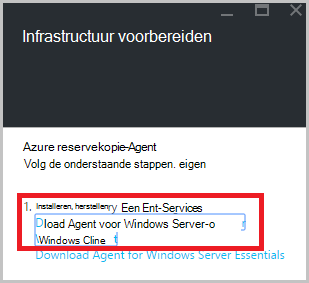 Infrastructuur voorbereiden
Azure reservekopie-Agent
Volg de onderstaande stappen. eigen
1. Installeren, herstellenry Een Ent-Services
Dload Agent voor Windows Server-o r
Windows Cline t
Download Agent for Windows Server Essentials